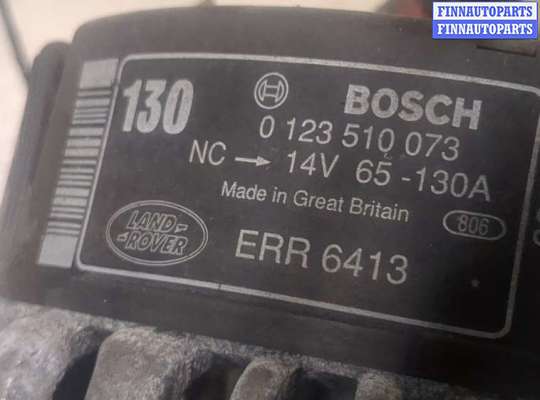 FINNAUTOPARTS
FINNAUTOPARTS
130
BOSCH
0 123 510 073
NC → 14V 65-130A
Made in Great Britain
806
LAND-
-ROVER
ERR 6413